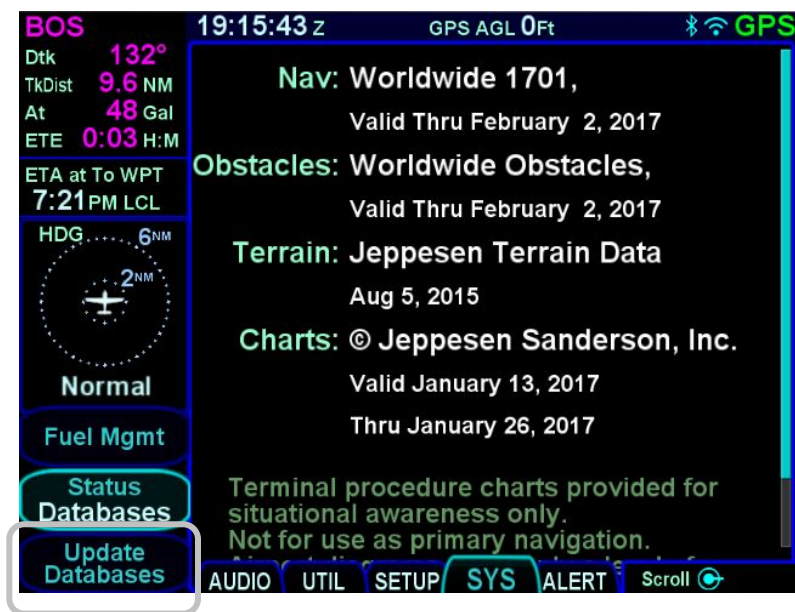 BOS
19:15:43 Z
GPS AGL 0Ft
GPS
Dtk 132°
TkDist 9.6 NM
At 48 Gal
ETE 0:03 H:M
ETA at To WPT
7:21PM LCL
HDG 6NM
2NM
Normal
Fuel Mgmt
Status
Databases
Update
Databases
Nav: Worldwide 1701,
Valid Thru February 2, 2017
Obstacles: Worldwide Obstacles,
Valid Thru February 2, 2017
Terrain: Jeppesen Terrain Data
Aug 5, 2015
Charts: © Jeppesen Sanderson, Inc.
Valid January 13, 2017
Thru January 26, 2017
Terminal procedure charts provided for
situational awareness only.
Not for use as primary navigation.
AUDIO UTIL SETUP SYS ALERT Scroll